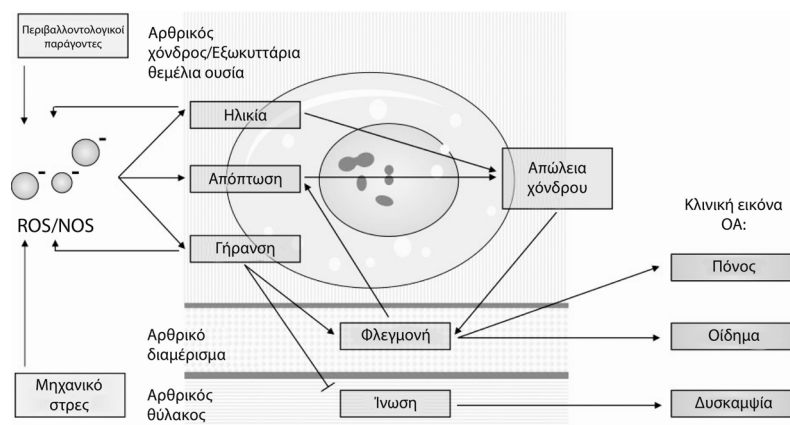 Περιβαλλοντολογικοί
παράγοντες
Αρθρικός
χόνδρος/Εξωκυττάρια
θεμέλια ουσία
Ηλικία
Απόπτωση
Γήρανση
ROS/NOS
Απώλεια
χόνδρου
Κλινική εικόνα
ΟΑ:
Πόνος
Οίδημα
Δυσκαμψία
Αρθρικό
διαμέρισμα
Φλεγμονή
Μηχανικό
στρες
Αρθρικός
θύλακος
Ίνωση